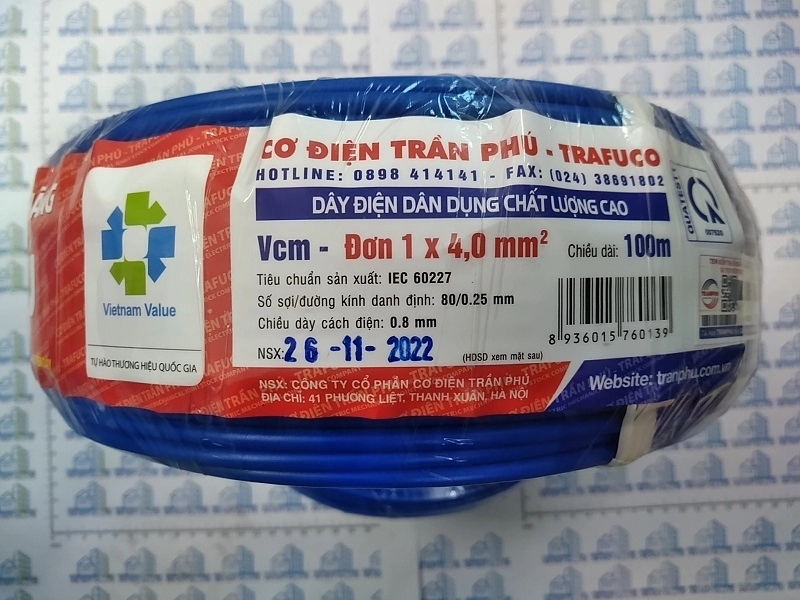 CƠ ĐIỆN TRẦN PHÚ - TRAFUCO
HOTLINE: 0898 414141 - FAX: (024) 38691802
DÂY ĐIỆN DÂN DỤNG CHẤT LƯỢNG CAO
Vcm - Đơn 1 x 4,0 mm²
Chiều dài: 100m
Tiêu chuẩn sản xuất: IEC 60227
Số sợi/đường kính danh định: 80/0.25 mm
Chiều dày cách điện: 0.8 mm
NSX: 26-11-2022
(HDSD xem mặt sau)
8 936015 760139
NSX: CÔNG TY CỔ PHẦN CƠ ĐIỆN TRẦN PHÚ
ĐỊA CHỈ: 41 PHƯƠNG LIỆT, THANH XUÂN, HÀ NỘI
Website: tranphu.com.vn
Vietnam Value
TỰ HÀO THƯƠNG HIỆU QUỐC GIA
QUATEST1